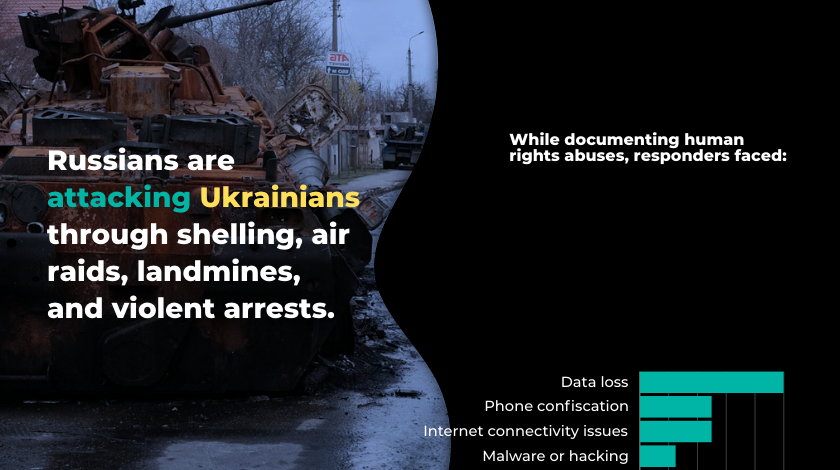 Russians are
attacking Ukrainians
through shelling, air
raids, landmines,
and violent arrests.
While documenting human
rights abuses, responders faced:
Data loss
Phone confiscation
Internet connectivity issues
Malware or hacking